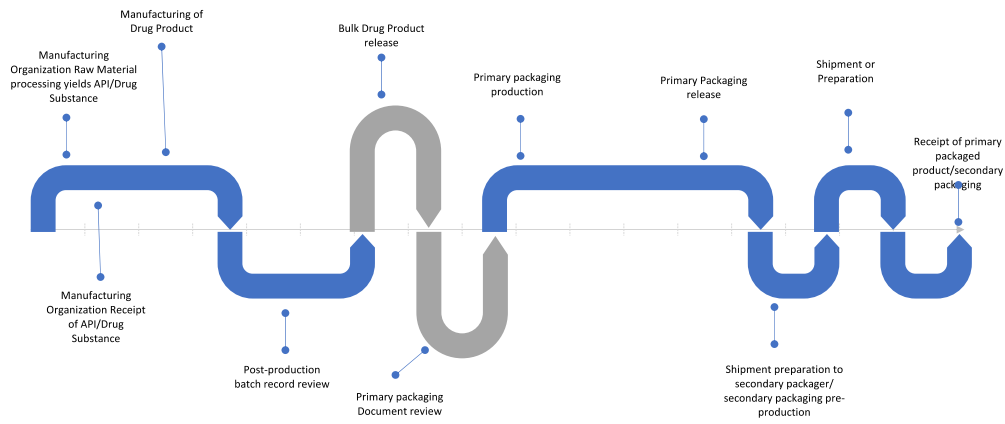 Manufacturing of
Drug Product
Manufacturing
Organization Raw Material
processing yields API/Drug
Substance
Bulk Drug Product
release
Primary packaging
production
Primary Packaging
release
Shipment or
Preparation
Receipt of primary
packaged
product/secondary
packaging
Manufacturing
Organization Receipt
of API/Drug
Substance
Post-production
batch record review
Primary packaging
Document review
Shipment preparation to
secondary packager/
secondary packaging pre-
production